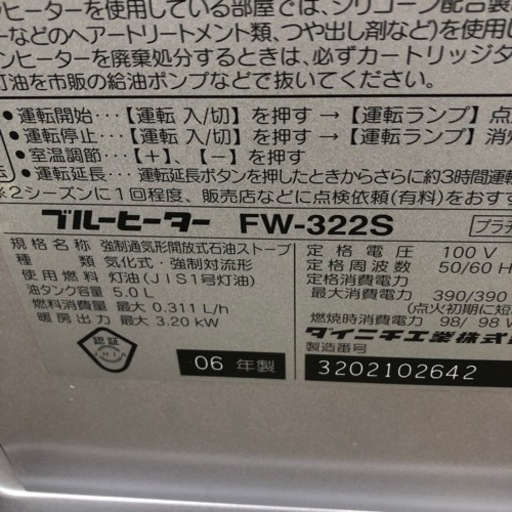 ヒーターを使用している部屋では、シリコーン配合製
ーなどのヘアートリートメント類、つや出し剤など）を使
ンヒーターを廃棄処分するときは、必ずカートリッジタ
灯油を市販の給油ポンプなどで抜いてください。
●運転開始…【運転 入/切】を押す → 【運転ランプ】点
●運転停止…【運転 入/切】を押す → 【運転ランプ】消
●室温調節…【＋】、【－】を押す
●運転延長…運転延長ボタンを押したときからさらに約3時間運転
※2シーズンに1回程度、販売店などに点検依頼(有料)をおす
ブルーヒーター FW-322S プラチ
規格名称 強制通気形開放式石油ストーブ
種類 気化式・強制対流形
使用燃料 灯油(JIS1号灯油)
油タンク容量 5.0L
燃料消費量 最大 0.311L/h
暖房出力 最大 3.20kW
定格電圧 100V
定格周波数 50/60H
定格消費電力
最大消費電力 390/390
(点火初期に短
燃焼時消費電力 98/ 98W
ダイニチ工業株式
認証
06 年製
製造番号
3202102642